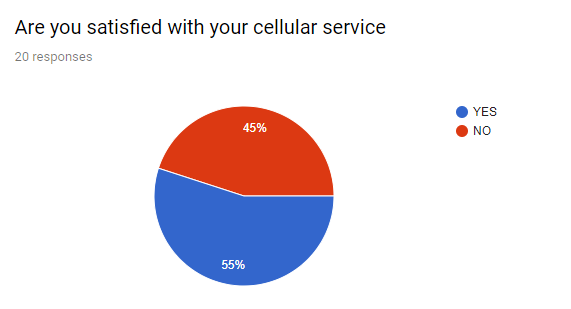 Are you satisfied with your cellular service
20 responses
45%
55%
YES
NO